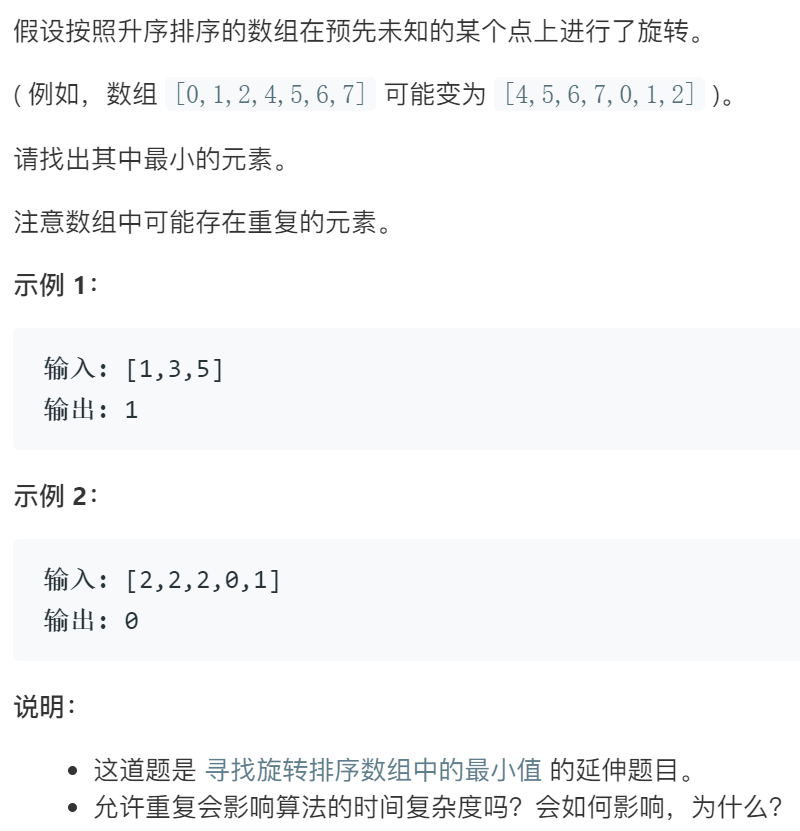 假设按照升序排序的数组在预先未知的某个点上进行了旋转。
( 例如，数组 [0,1,2,4,5,6,7] 可能变为 [4,5,6,7,0,1,2] )。
请找出其中最小的元素。
注意数组中可能存在重复的元素。
示例 1：
输入: [1,3,5]
输出: 1
示例 2：
输入: [2,2,2,0,1]
输出: 0
说明：
• 这道题是 寻找旋转排序数组中的最小值 的延伸题目。
• 允许重复会影响算法的时间复杂度吗？会如何影响，为什么？